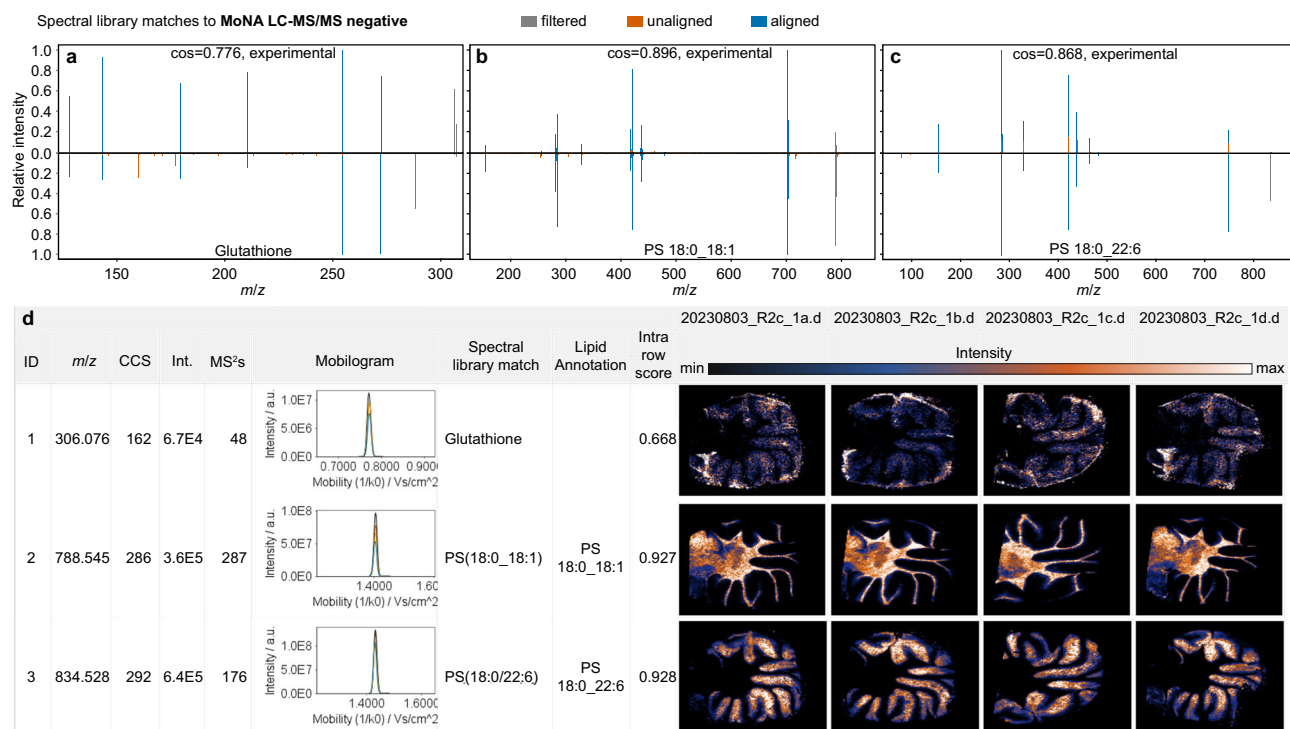 Spectral library matches to MoNA LC-MS/MS negative
filtered unaligned aligned
a cos=0.776, experimental
b cos=0.896, experimental
c cos=0.868, experimental
Relative intensity
1.0
0.8
0.6
0.4
0.2
0.0
0.2
0.4
0.6
0.8
1.0
Glutathione
PS 18:0_18:1
PS 18:0_22:6
150 200 250 300
200 300 400 500 600 700 800
100 200 300 400 500 600 700 800
m/z m/z m/z
d 20230803_R2c_1a.d 20230803_R2c_1b.d 20230803_R2c_1c.d 20230803_R2c_1d.d
ID m/z CCS Int. MS²s Mobilogram
Spectral
library match
Lipid
Annotation
Intra
row
score
Intensity
min max
1 306.076 162 6.7E4 48
Intensity / a.u.
1.0E7
5.0E6
0.0E0
0.7000 0.8000 0.9000
Mobility (1/k0) / Vs/cm^2
Glutathione 0.668
2 788.545 286 3.6E5 287
Intensity / a.u.
1.0E8
5.0E7
0.0E0
1.4000 1.60
Mobility (1/k0) / Vs/cm^2
PS(18:0_18:1)
PS
18:0_18:1
0.927
3 834.528 292 6.4E5 176
Intensity / a.u.
1.0E8
5.0E7
0.0E0
1.4000 1.6000
Mobility (1/k0) / Vs/cm^2
PS(18:0/22;6)
PS
18:0_22:6
0.928